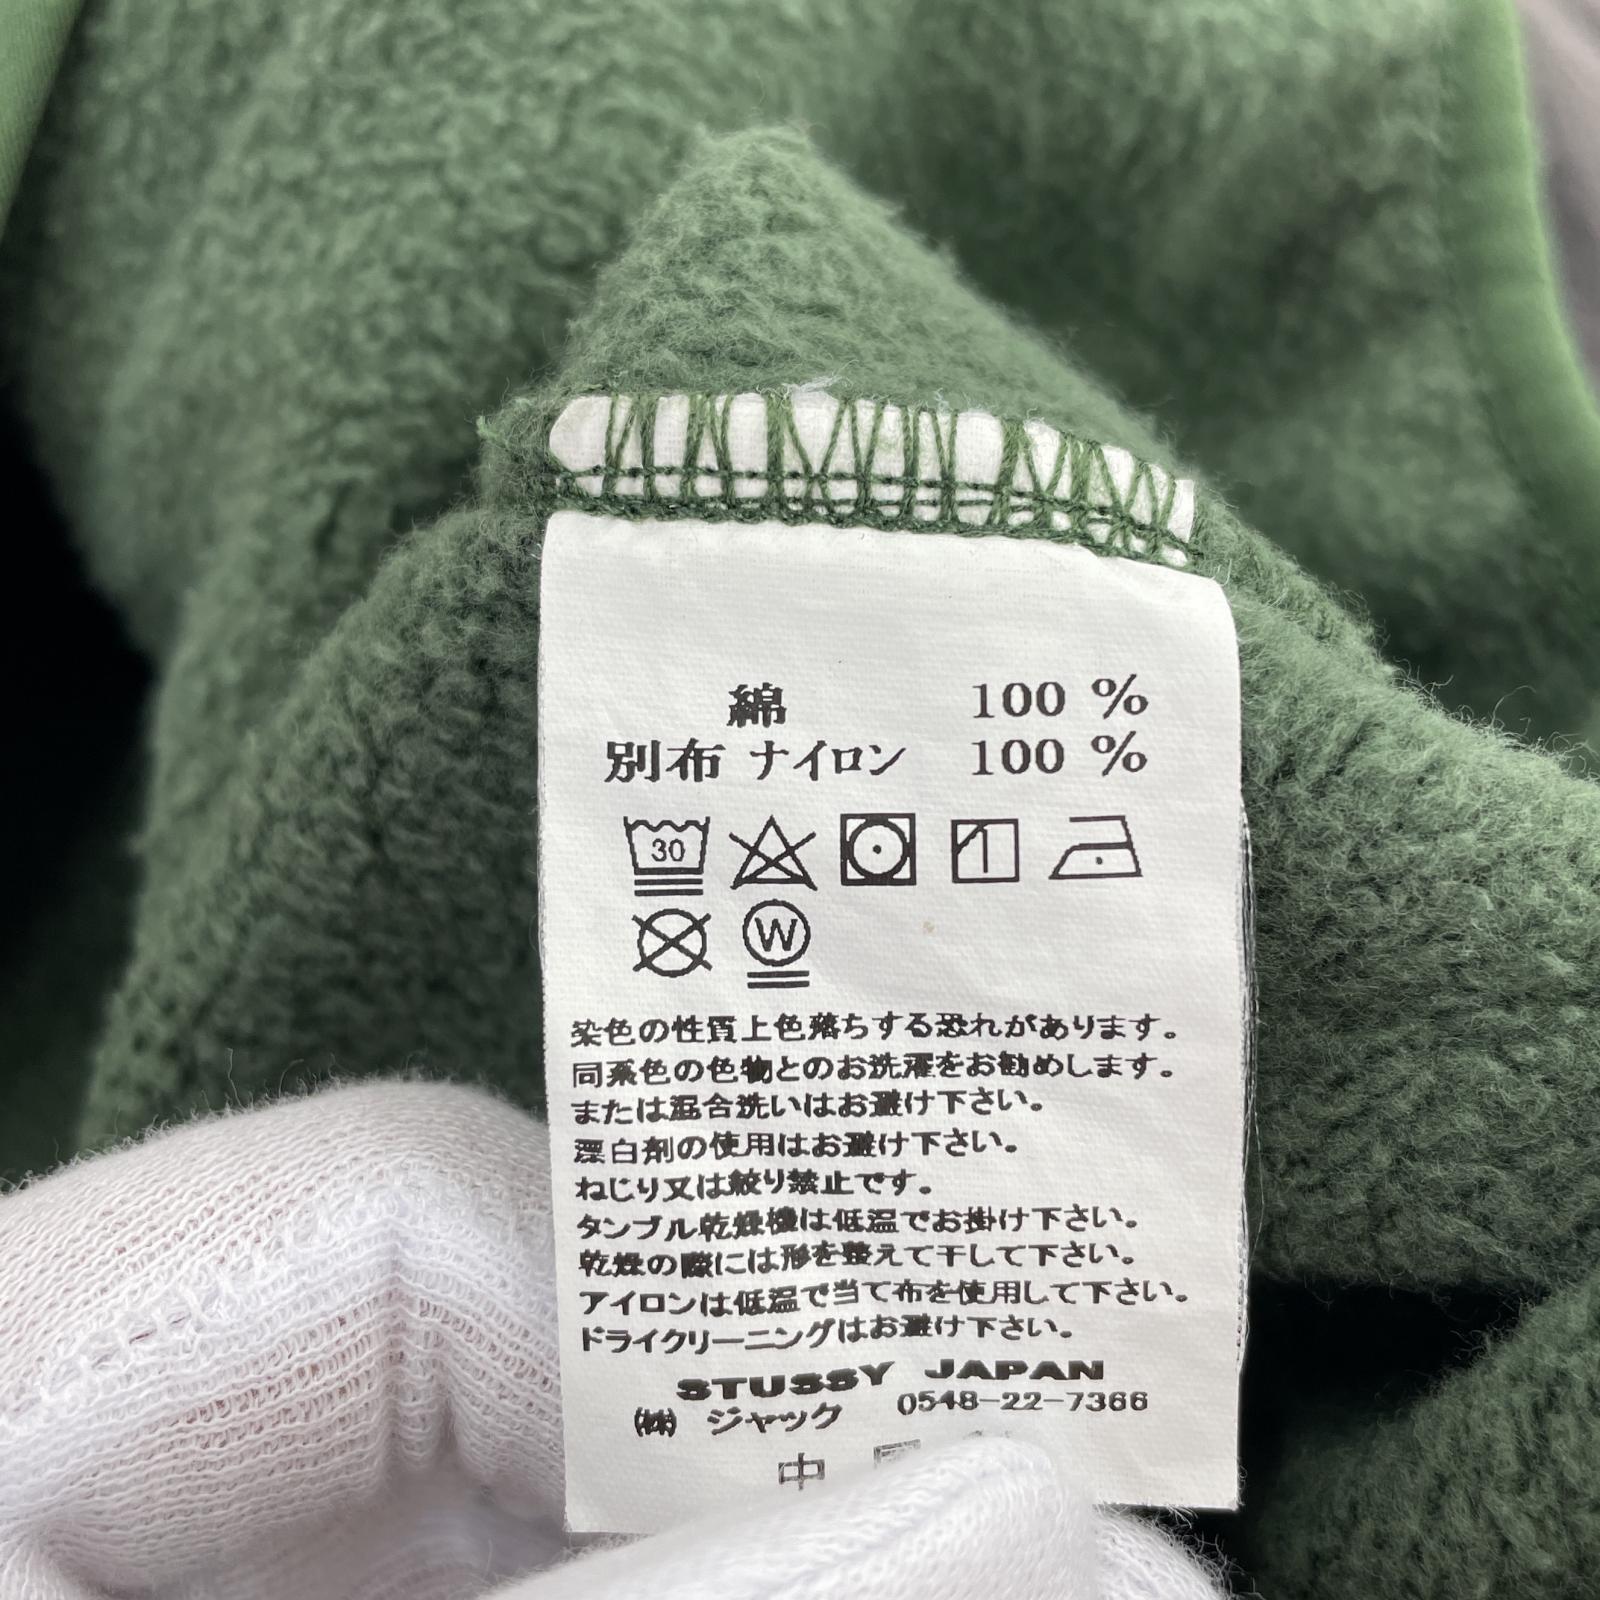 綿 100 %
別布 ナイロン 100 %
30
W
染色の性質上色落ちする恐れがあります。
同系色の色物とのお洗濯をお勧めします。
または混合洗いはお避け下さい。
漂白剤の使用はお避け下さい。
ねじり又は絞り禁止です。
タンブル乾燥機は低温でお掛け下さい。
乾燥の際には形を整えて干して下さい。
アイロンは低温で当て布を使用して下さい。
ドライクリーニングはお避け下さい。
STUSSY JAPAN
㈱ ジャック 0548-22-7366
中国